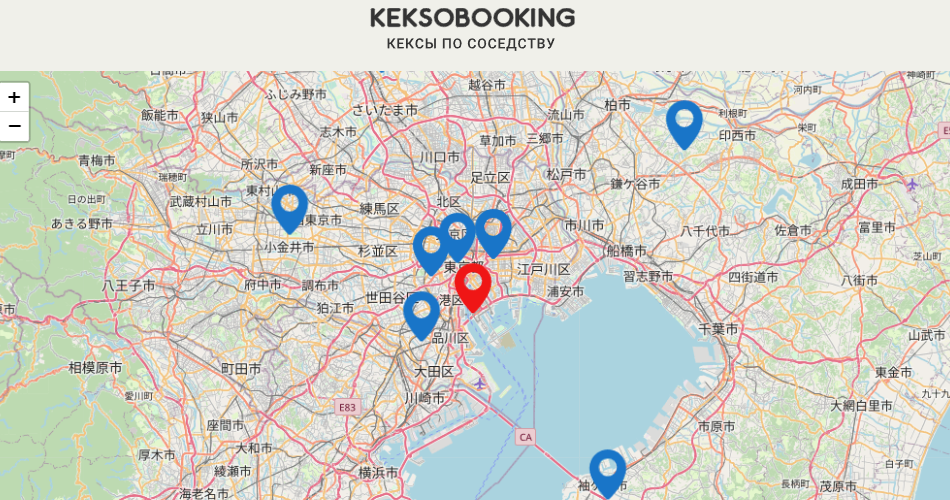 KEKSOBOOKING
КЕКСЫ ПО СОСЕДСТВУ
越谷市
河内町
ふじみ野市
さいたま市
柏市
利根町
+
飯能市
狭山市
流山市
栄町
−
志木市
草加市
三郷市
印西市
川口市
青梅市
所沢市
新座市
足立区
松戸市
瑞穂町
鎌ケ谷市
成田市
日の出町
武蔵村山市
練馬区
北区
あきる野市
立川市
市川市
八千代市
佐倉市
富里市
小金井市
杉並区
船橋市
芝山町
江戸川区
習志野市
四街道市
八街市
八王子市
府中市
調布市
浦安市
世田谷区
港区
狛江市
千葉市
山武市
品川区
相模原市
町田市
大田区
東金市
愛川町
川崎市
E83
大網白里市
座間市
市原市
CA
大和市
厚木市
綾瀬市
横浜市
白子町
長柄町
茂原市
海老名市